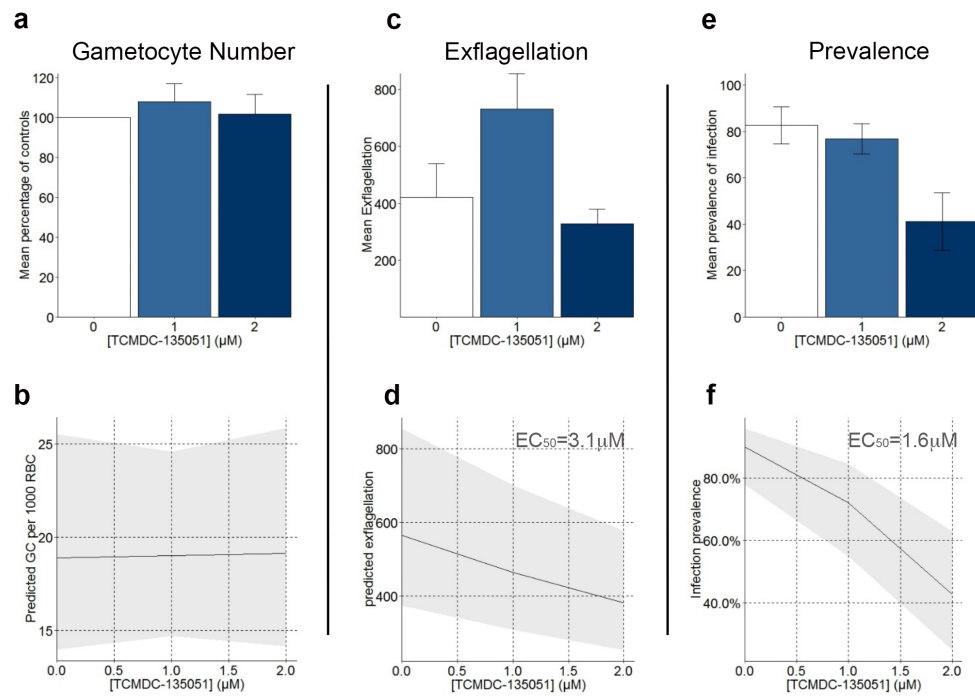 a
Gametocyte Number
Mean percentage of controls
120
100
80
60
40
20
0
0 1 2
[TCMDC-135051] (µM)
c
Exflagellation
Mean Exflagellation
800
600
400
200
0 1 2
[TCMDC-135051] (µM)
e
Prevalence
Mean prevalence of infection
100
80
60
40
20
0
0 1 2
[TCMDC-135051] (µM)
b
Predicted GC per 1000 RBC
25
20
15
0.0 0.5 1.0 1.5 2.0
[TCMDC-135051] (µM)
d
EC50=3.1µM
predicted exflagellation
800
600
400
0.0 0.5 1.0 1.5 2.0
[TCMDC-135051] (µM)
f
EC50=1.6µM
Infection prevalence
80.0%
60.0%
40.0%
0.0 0.5 1.0 1.5 2.0
[TCMDC-135051] (µM)